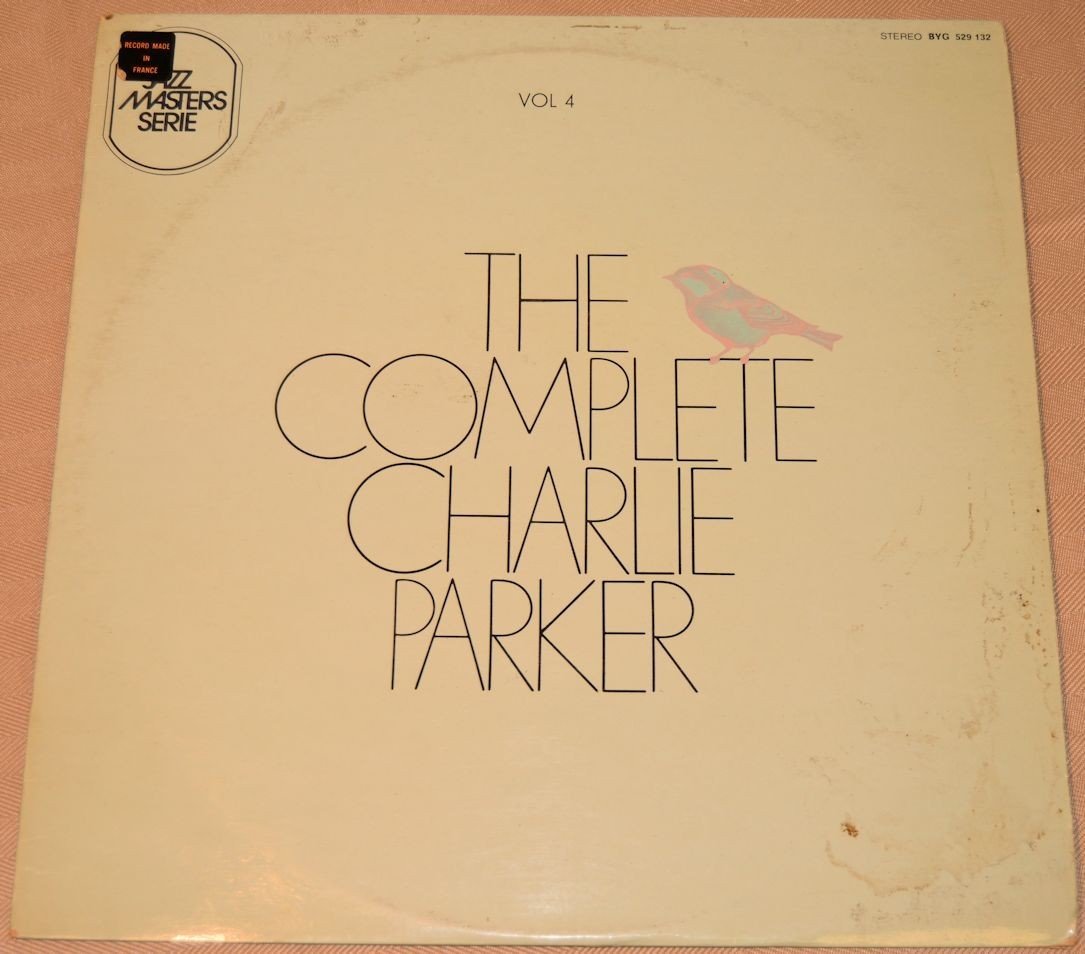 RECORD MADE
IN
FRANCE
JAZZ
MASTERS
SERIE
STEREO BYG 529 132
VOL 4
THE
COMPLETE
CHARLIE
PARKER